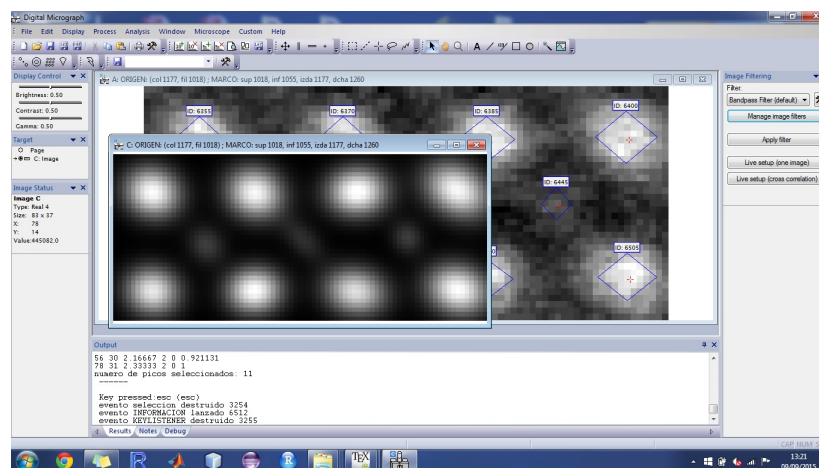 Digital Micrograph
File Edit Display Process Analysis Window Microscope Custom Help
Display Control
Brightness: 0.50
Contrast: 0.50
Gamma: 0.50
Target
Page
C: Image
Image Status
Image C
Type: Real 4
Size: 83 x 37
X: 78
Y: 14
Value:445082.0
A: ORIGEN: (col 1177, fil 1018) ; MARCO: sup 1018, inf 1055, izda 1177, dcha 1260
ID: 6355
ID: 6370
ID: 6385
ID: 6400
C: ORIGEN: (col 1177, fil 1018) ; MARCO: sup 1018, inf 1055, izda 1177, dcha 1260
ID: 6445
ID: 6505
Image Filtering
Filter:
Bandpass Filter (default)
Manage image filters
Apply filter
Live setup (one image)
Live setup (cross correlation)
Output
56 30 2.16667 2 0 0.921131
78 31 2.33333 2 0 1
numero de picos seleccionados: 11
------
Key pressed:esc (esc)
evento seleccion destruido 3254
evento INFORMACION lanzado 6512
evento KEYLISTENER destruido 3255
Results Notes Debug
CAP NUM
13:21
09/09/2015